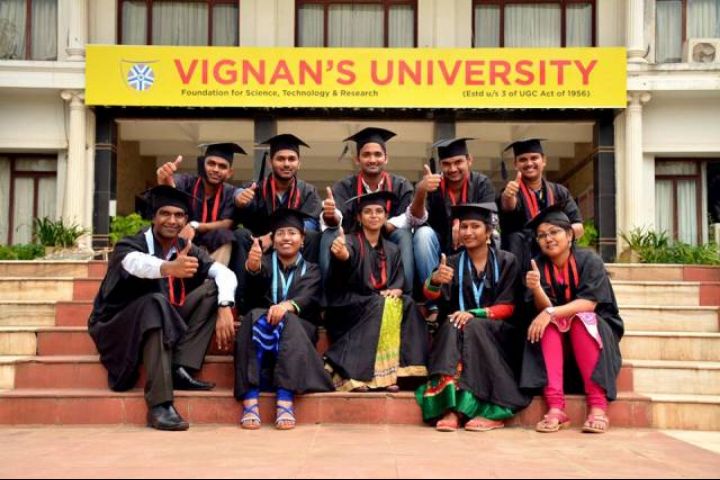 VIGNAN'S UNIVERSITY
Foundation for Science, Technology & Research (Estd u/s 3 of UGC Act of 1956)